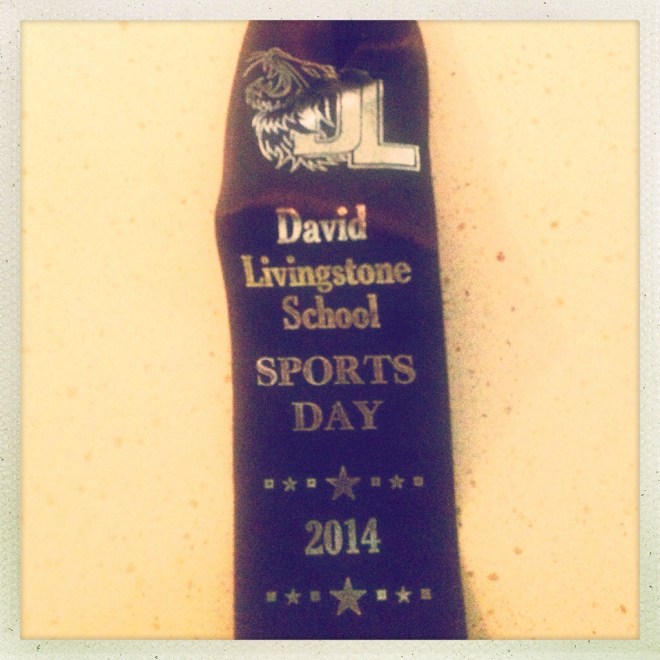 DL
David
Livingstone
School
SPORTS
DAY
2014